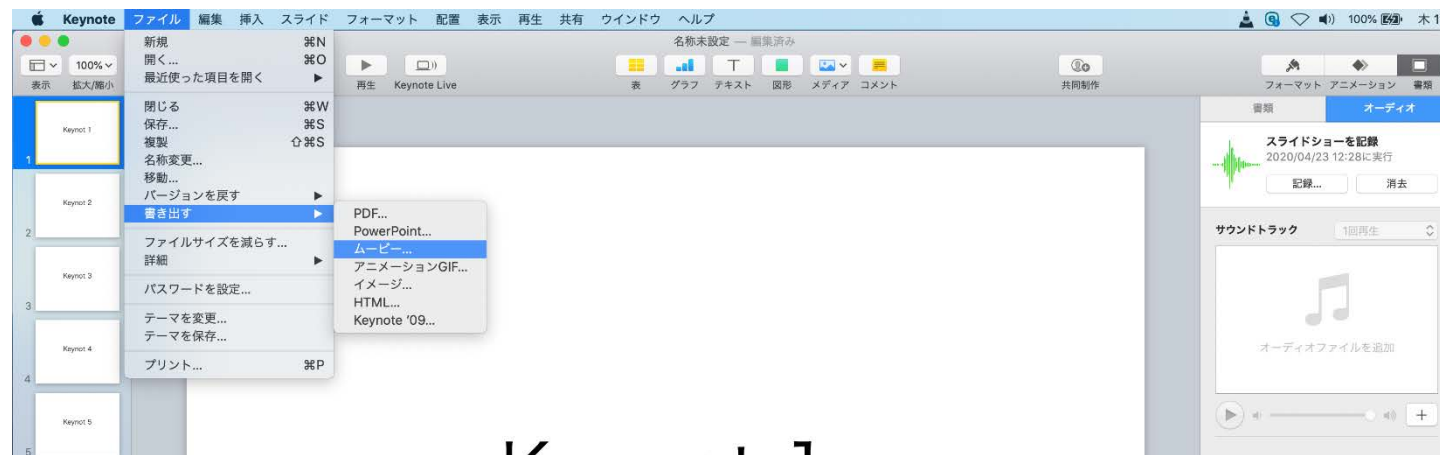 Keynote ファイル 編集 挿入 スライド フォーマット 配置 表示 再生 共有 ウインドウ ヘルプ 100% 木1
名称未設定 — 編集済み
100%
表示 拡大/縮小 再生 Keynote Live 表 グラフ テキスト 図形 メディア コメント 共同制作 フォーマット アニメーション 書類
新規 ⌘N
開く... ⌘O
最近使った項目を開く ▶
閉じる ⌘W
保存... ⌘S
複製 ⇧⌘S
名称変更...
移動...
バージョンを戻す ▶
書き出す ▶
ファイルサイズを減らす...
詳細 ▶
パスワードを設定...
テーマを変更...
テーマを保存...
プリント... ⌘P
PDF...
PowerPoint...
ムービー...
アニメーションGIF...
イメージ...
HTML...
Keynote '09...
Keynot 1
1
Keynot 2
2
Keynot 3
3
Keynot 4
4
Keynot 5
5
書類 オーディオ
スライドショーを記録
2020/04/23 12:28に実行
記録... 消去
サウンドトラック 1回再生
オーディオファイルを追加